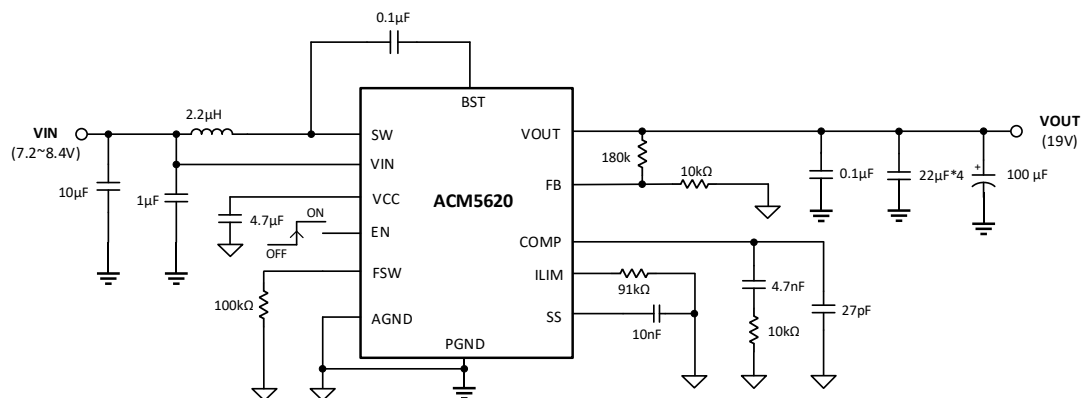 0.1µF
BST
2.2µH
VIN
(7.2~8.4V)
SW
VOUT
VOUT
(19V)
VIN
180k
10kΩ
10µF
1µF
FB
0.1µF
22µF*4
+
100 µF
VCC
ACM5620
4.7µF
ON
EN
OFF
COMP
FSW
ILIM
91kΩ
4.7nF
100kΩ
27pF
AGND
SS
10nF
10kΩ
PGND